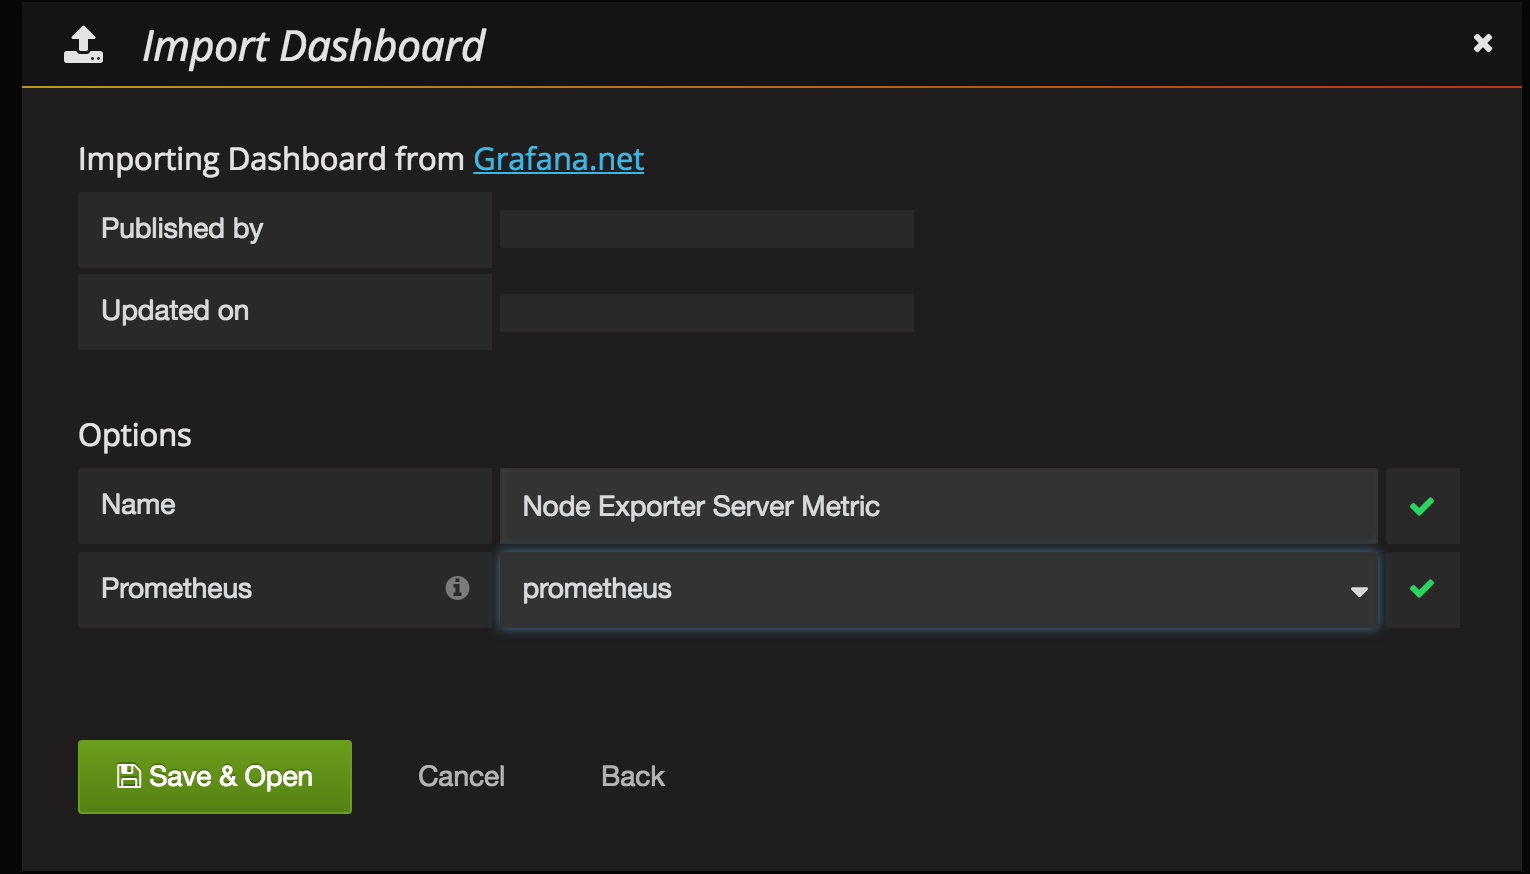 Import Dashboard
Importing Dashboard from Grafana.net
Published by
Updated on
Options
Name Node Exporter Server Metric
Prometheus prometheus
Save & Open Cancel Back